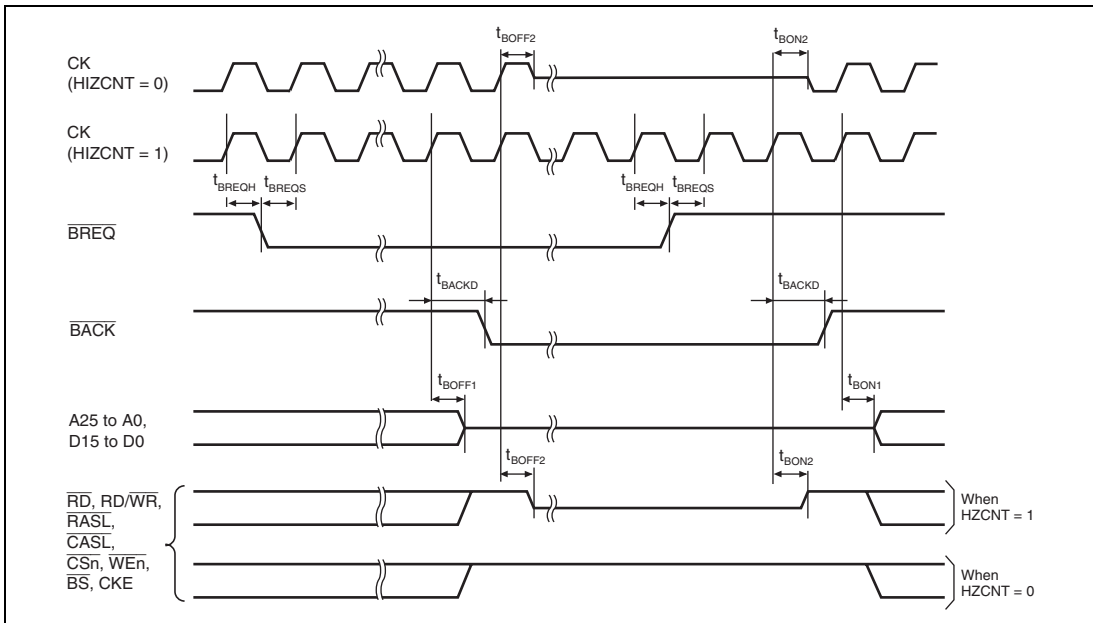 tBOFF2 tBON2
CK
(HIZCNT = 0)
CK
(HIZCNT = 1)
tBREQH tBREQS tBREQH tBREQS
BREQ
tBACKD tBACKD
BACK
tBOFF1 tBON1
A25 to A0,
D15 to D0
tBOFF2 tBON2
RD, RD/WR,
RASL,
CASL,
CSn, WEn,
BS, CKE
When
HZCNT = 1
When
HZCNT = 0